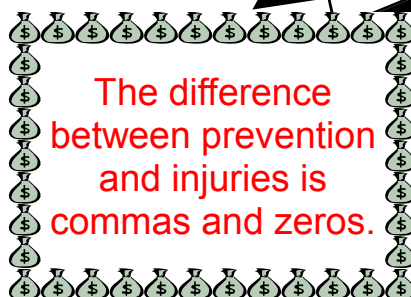 The difference
between prevention
and injuries is
commas and zeros.